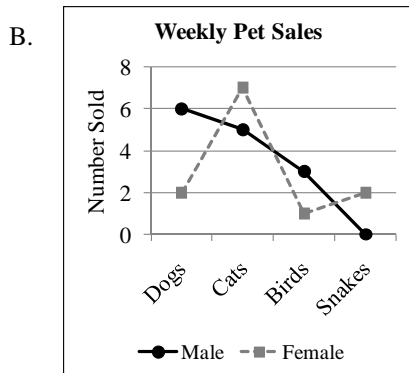 B.
Weekly Pet Sales
8
6
4
2
0
Number Sold
Dogs
Cats
Birds
Snakes
Male
Female